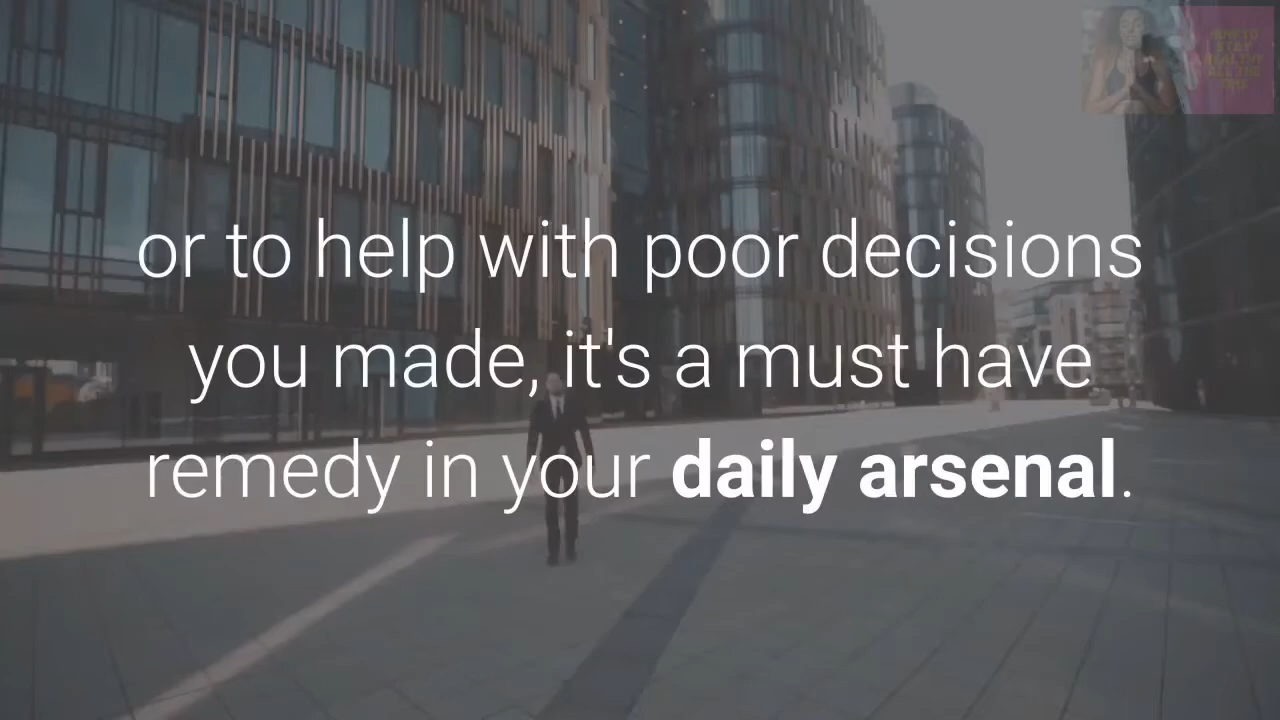 or to help with poor decisions
you made, it's a must have
remedy in your daily arsenal.